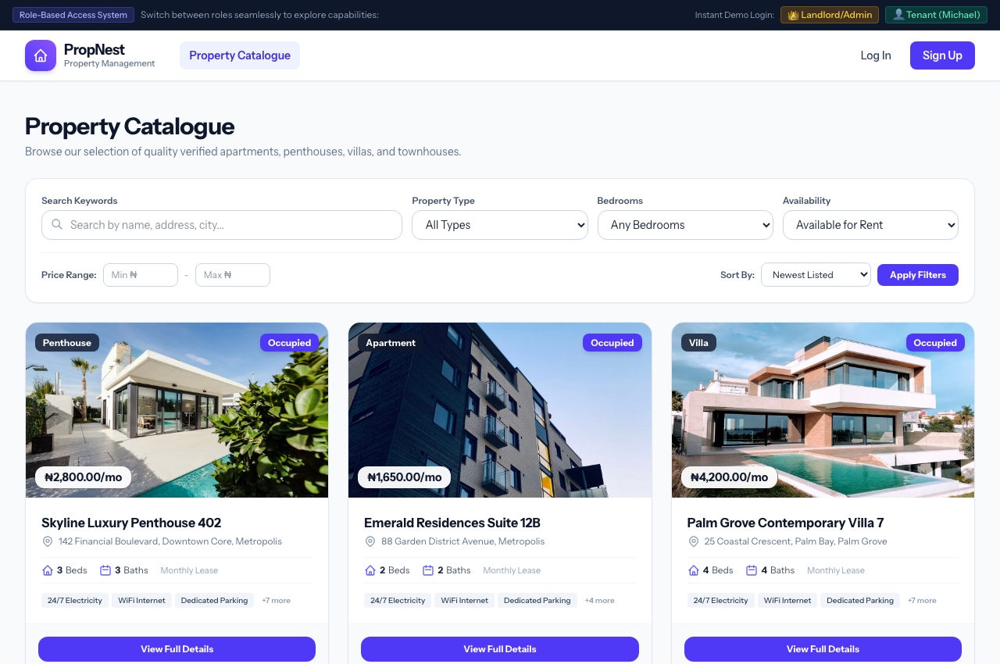 Role-Based Access System Switch between roles seamlessly to explore capabilities: Instant Demo Login: 👑 Landlord/Admin 👤 Tenant (Michael)
PropNest
Property Management
Property Catalogue
Log In
Sign Up
Property Catalogue
Browse our selection of quality verified apartments, penthouses, villas, and townhouses.
Search Keywords Property Type Bedrooms Availability
Search by name, address, city... All Types Any Bedrooms Available for Rent
Price Range: Min ₦ - Max ₦ Sort By: Newest Listed Apply Filters
Penthouse Occupied
₦2,800.00/mo
Skyline Luxury Penthouse 402
142 Financial Boulevard, Downtown Core, Metropolis
3 Beds 3 Baths Monthly Lease
24/7 Electricity WiFi Internet Dedicated Parking +7 more
View Full Details
Apartment Occupied
₦1,650.00/mo
Emerald Residences Suite 12B
88 Garden District Avenue, Metropolis
2 Beds 2 Baths Monthly Lease
24/7 Electricity WiFi Internet Dedicated Parking +4 more
View Full Details
Villa Occupied
₦4,200.00/mo
Palm Grove Contemporary Villa 7
25 Coastal Crescent, Palm Bay, Palm Grove
4 Beds 4 Baths Monthly Lease
24/7 Electricity WiFi Internet Dedicated Parking +7 more
View Full Details